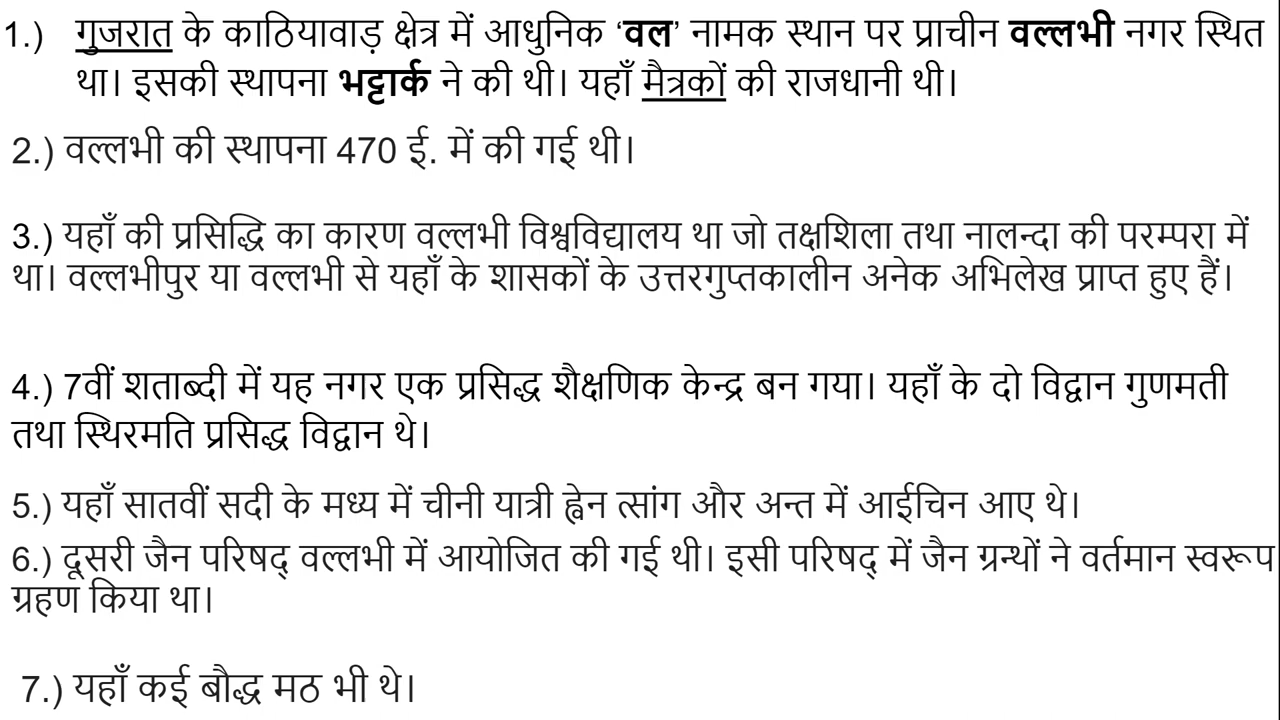 1.) गुजरात के काठियावाड़ क्षेत्र में आधुनिक ‘वल’ नामक स्थान पर प्राचीन वल्लभी नगर स्थित
था। इसकी स्थापना भट्टार्क ने की थी। यहाँ मैत्रकों की राजधानी थी।
2.) वल्लभी की स्थापना 470 ई. में की गई थी।
3.) यहाँ की प्रसिद्धि का कारण वल्लभी विश्वविद्यालय था जो तक्षशिला तथा नालन्दा की परम्परा में
था। वल्लभीपुर या वल्लभी से यहाँ के शासकों के उत्तरगुप्तकालीन अनेक अभिलेख प्राप्त हुए हैं।
4.) 7वीं शताब्दी में यह नगर एक प्रसिद्ध शैक्षणिक केन्द्र बन गया। यहाँ के दो विद्वान गुणमती
तथा स्थिरमति प्रसिद्ध विद्वान थे।
5.) यहाँ सातवीं सदी के मध्य में चीनी यात्री ह्वेन त्सांग और अन्त में आईचिन आए थे।
6.) दूसरी जैन परिषद् वल्लभी में आयोजित की गई थी। इसी परिषद् में जैन ग्रन्थों ने वर्तमान स्वरूप
ग्रहण किया था।
7.) यहाँ कई बौद्ध मठ भी थे।